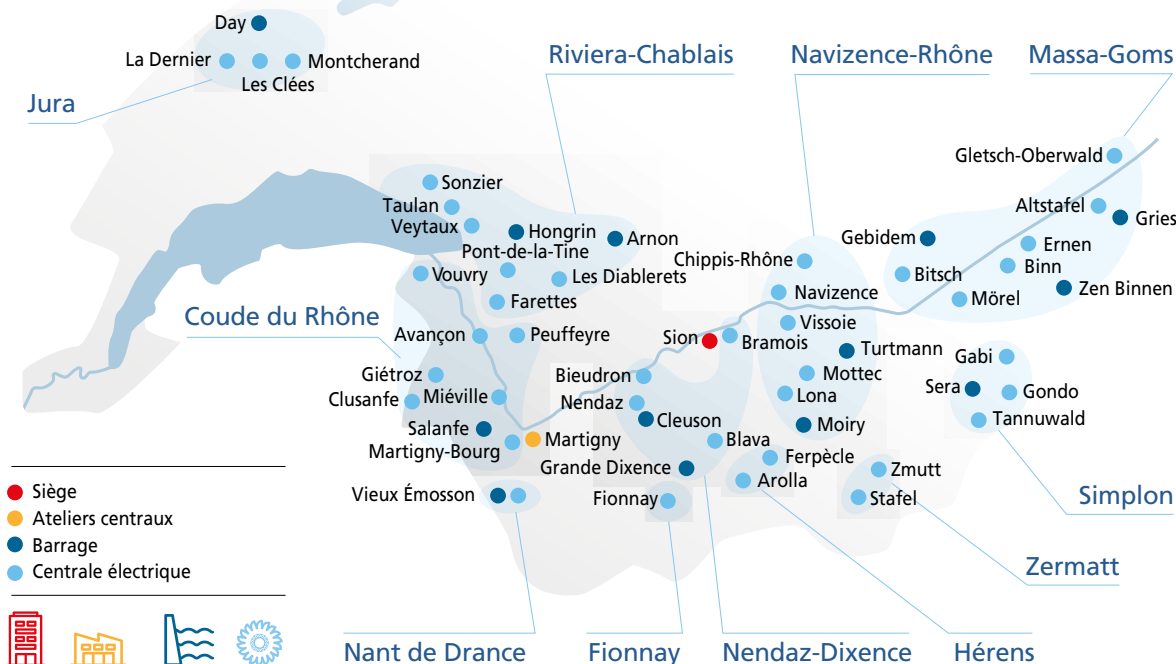 Day
La Dernier
Montcherand
Les Clées
Jura
Riviera-Chablais
Navizence-Rhône
Massa-Goms
Gletsch-Oberwald
Sonzier
Taulan
Veytaux
Hongrin
Arnon
Pont-de-la-Tine
Vouvry
Les Diablerets
Farettes
Altstafel
Gries
Gebidem
Ernen
Binn
Bitsch
Zen Binnen
Mörel
Chippis-Rhône
Navizence
Coude du Rhône
Avançon
Peuffeyre
Sion
Bramois
Vissoie
Turtmann
Gabi
Giétroz
Bieudron
Mottec
Sera
Gondo
Clusanfe
Miéville
Nendaz
Lona
Tannuwald
Salanfe
Cleuson
Moiry
Martigny-Bourg
Martigny
Blava
Grande Dixence
Ferpècle
Zmutt
Arolla
Vieux Émosson
Fionnay
Stafel
Simplon
Siège
Ateliers centraux
Barrage
Centrale électrique
Zermatt
Nant de Drance
Fionnay
Nendaz-Dixence
Hérens